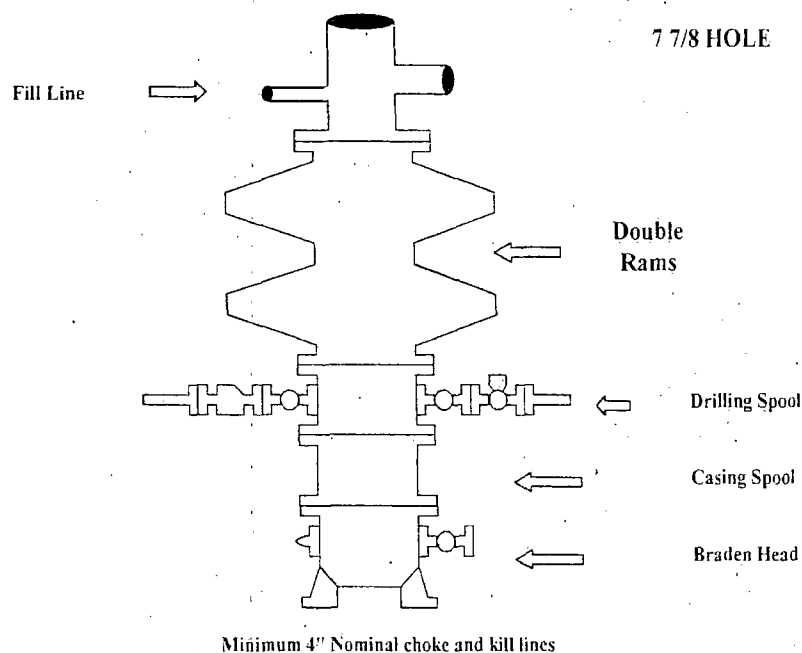 7 7/8 HOLE
Fill Line
Double
Rams
Drilling Spool
Casing Spool
Braden Head
Minimum 4" Nominal choke and kill lines